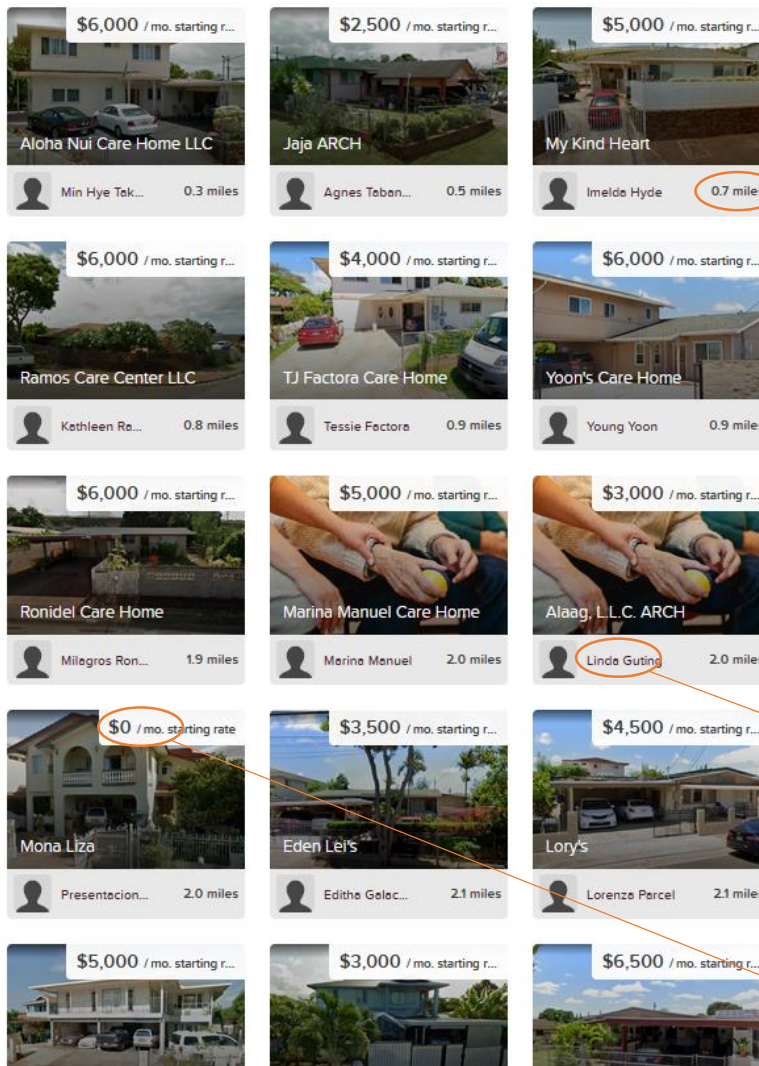 $6,000 / mo. starting r...
Aloha Nui Care Home LLC
Min Hye Tak... 0.3 miles
$2,500 / mo. starting r...
Jaja ARCH
Agnes Taban... 0.5 miles
$5,000 / mo. starting r...
My Kind Heart
Imelda Hyde 0.7 miles
$6,000 / mo. starting r...
Ramos Care Center LLC
Kathleen Ra... 0.8 miles
$4,000 / mo. starting r...
TJ Factora Care Home
Tessie Factora 0.9 miles
$6,000 / mo. starting r...
Yoon's Care Home
Young Yoon 0.9 miles
$6,000 / mo. starting r...
Ronidel Care Home
Milagros Ron... 1.9 miles
$5,000 / mo. starting r...
Marina Manuel Care Home
Marina Manuel 2.0 miles
$3,000 / mo. starting r...
Alaag, L.L.C. ARCH
Linda Guting 2.0 miles
$0 / mo. starting rate
Mona Liza
Presentacion... 2.0 miles
$3,500 / mo. starting r...
Eden Lei's
Editha Galac... 2.1 miles
$4,500 / mo. starting r...
Lory's
Lorenza Parcel 2.1 miles
$5,000 / mo. starting r...
$3,000 / mo. starting r...
$6,500 / mo. starting r...